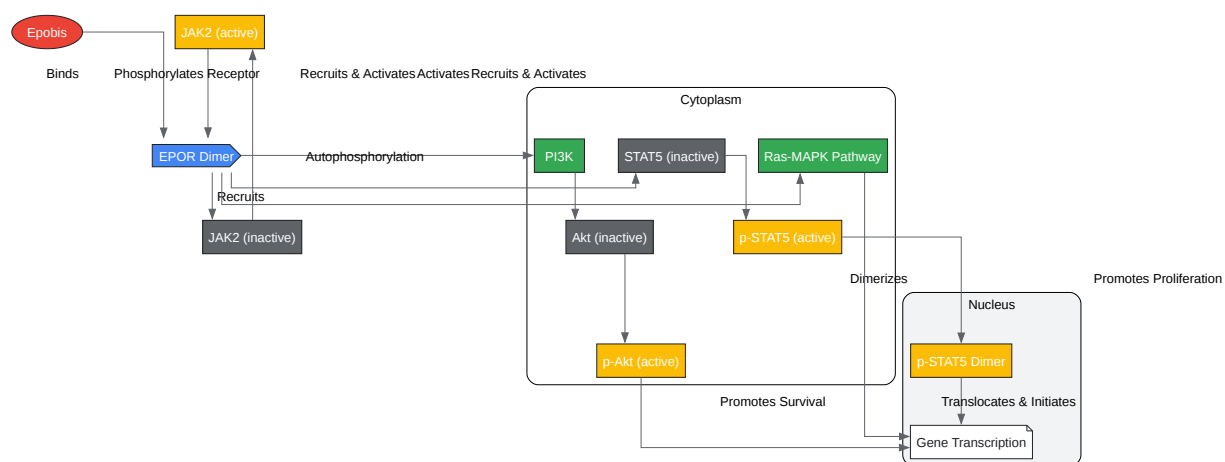 Epobis
JAK2 (active)
Binds
Phosphorylates Receptor
Recruits & Activates
Activates
Recruits & Activates
Cytoplasm
EPOR Dimer
Autophosphorylation
PI3K
STAT5 (inactive)
Ras-MAPK Pathway
Recruits
JAK2 (inactive)
Akt (inactive)
p-STAT5 (active)
Dimerizes
Promotes Proliferation
Nucleus
p-Akt (active)
p-STAT5 Dimer
Promotes Survival
Translocates & Initiates
Gene Transcription